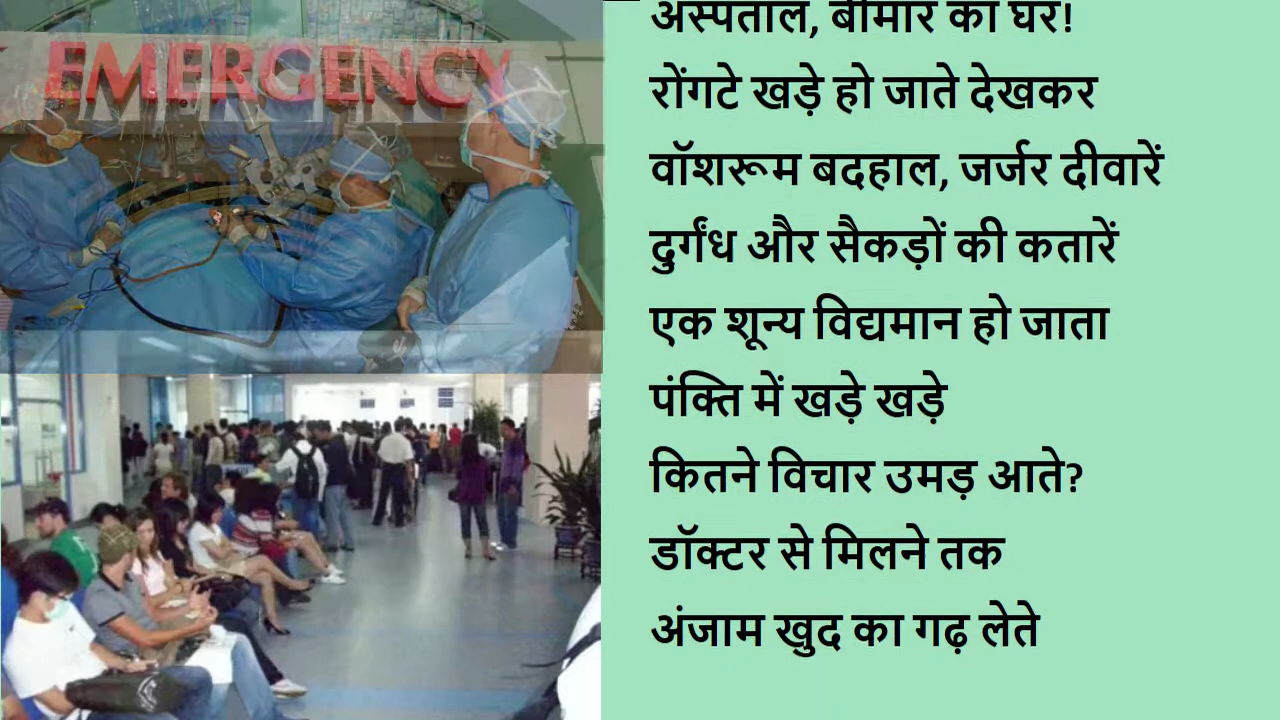 EMERGENCY
अस्पताल, बीमार का घर!
रोंगटे खड़े हो जाते देखकर
वॉशरूम बदहाल, जर्जर दीवारें
दुर्गंध और सैकड़ों की कतारें
एक शून्य विद्यमान हो जाता
पंक्ति में खड़े खड़े
कितने विचार उमड़ आते?
डॉक्टर से मिलने तक
अंजाम खुद का गढ़ लेते